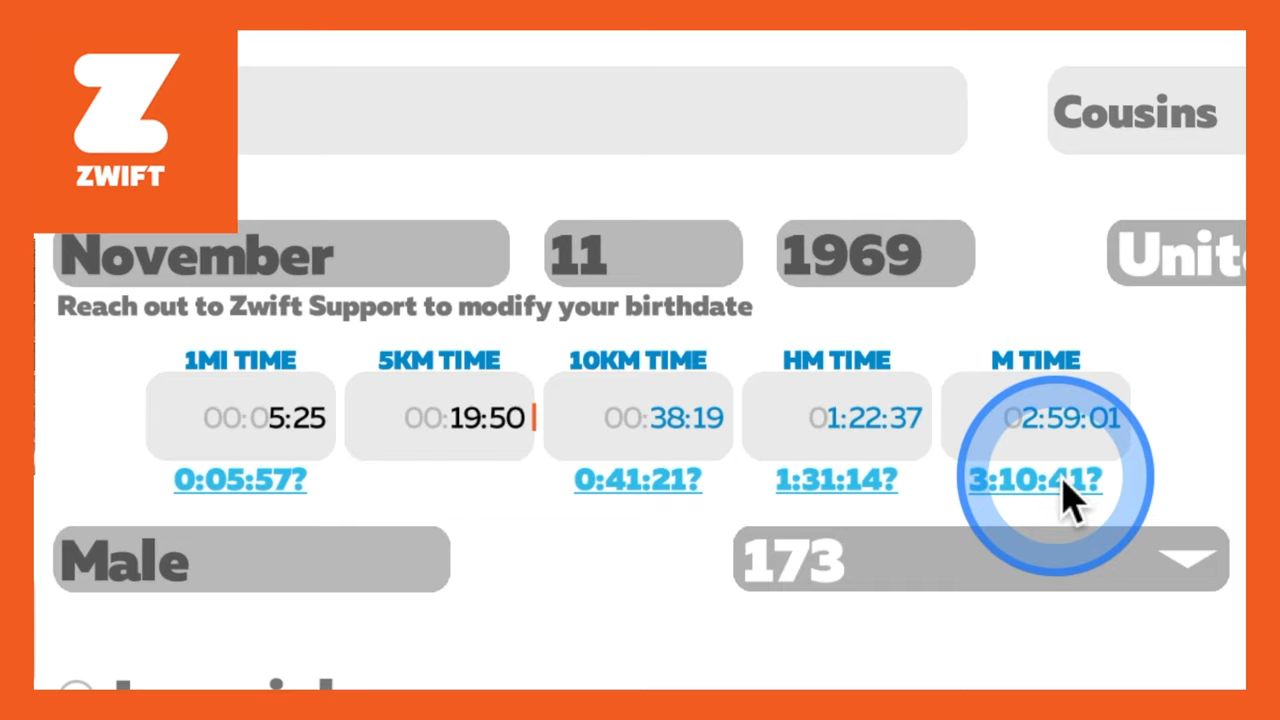 ZWIFT
Cousins
November 11 1969
Reach out to Zwift Support to modify your birthdate
1MI TIME 5KM TIME 10KM TIME HM TIME M TIME
00:05:25 00:19:50 00:38:19 01:22:37 02:59:01
0:05:57? 0:41:21? 1:31:14? 3:10:41?
Male 173